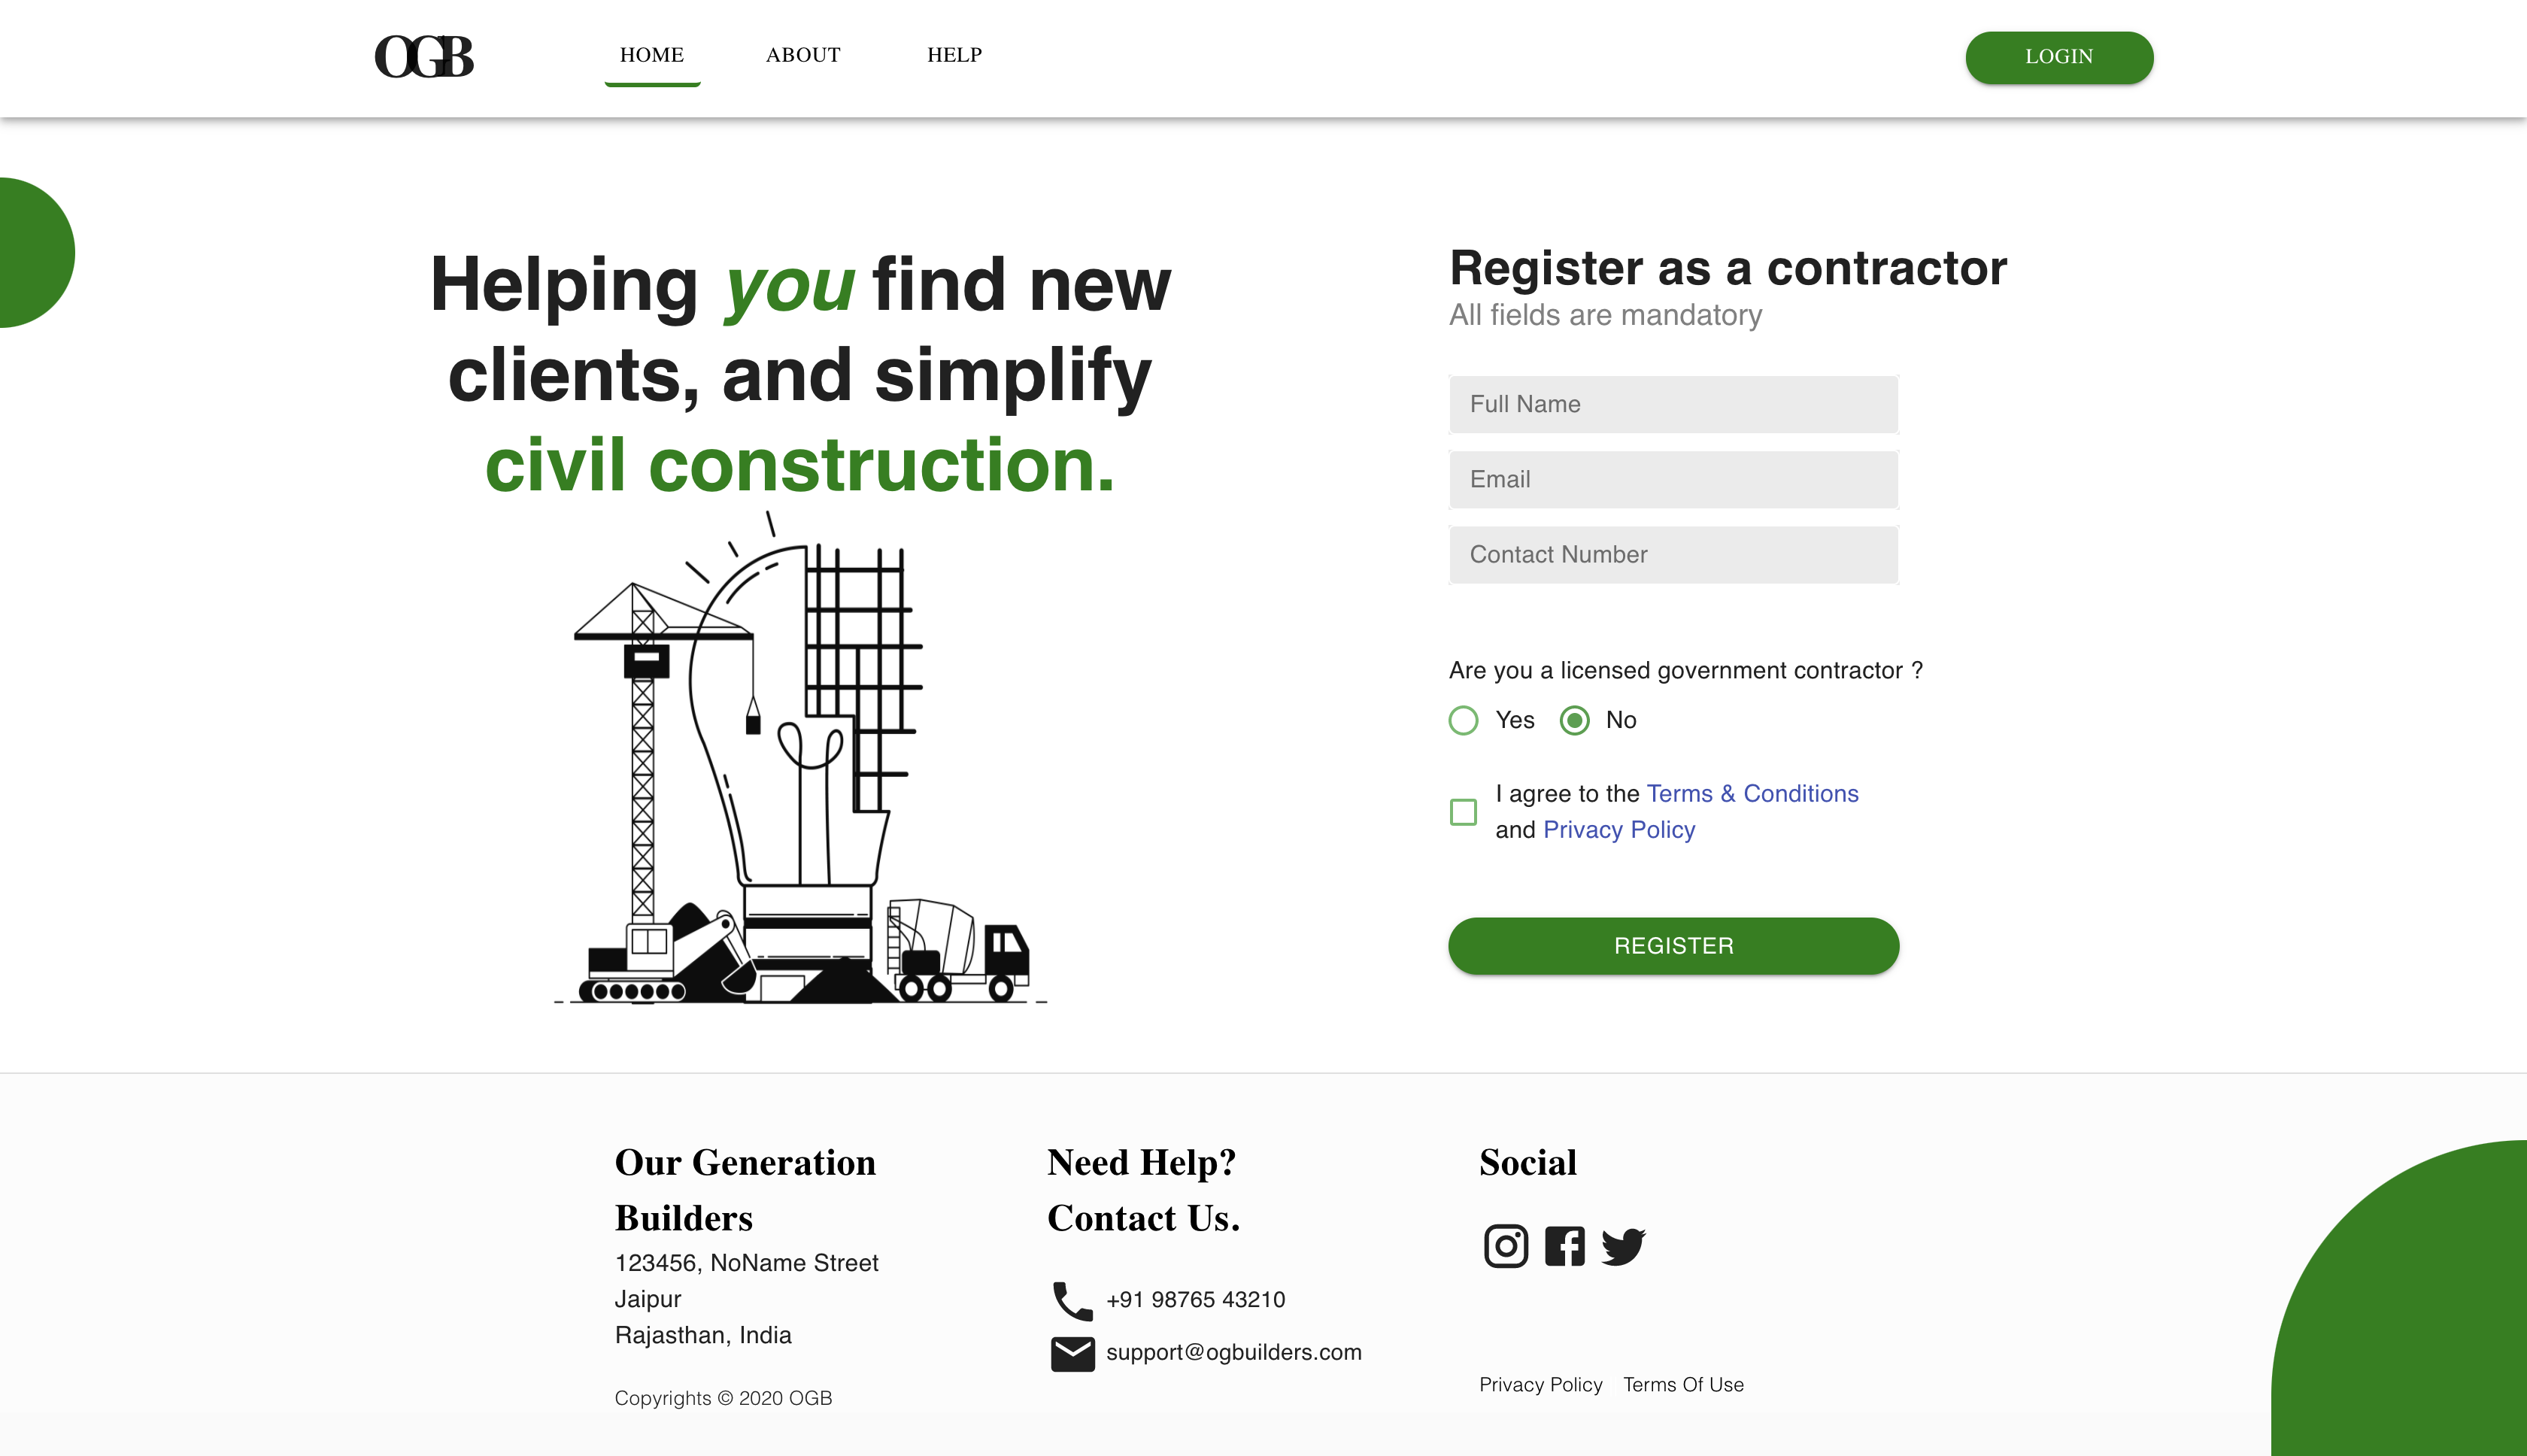 OGB
HOME
ABOUT
HELP
LOGIN
Helping you find new
clients, and simplify
civil construction.
Register as a contractor
All fields are mandatory
Full Name
Email
Contact Number
Are you a licensed government contractor ?
Yes
No
I agree to the Terms & Conditions
and Privacy Policy
REGISTER
Our Generation
Builders
123456, NoName Street
Jaipur
Rajasthan, India
Copyrights © 2020 OGB
Need Help?
Contact Us.
+91 98765 43210
support@ogbuilders.com
Social
Privacy Policy
Terms Of Use